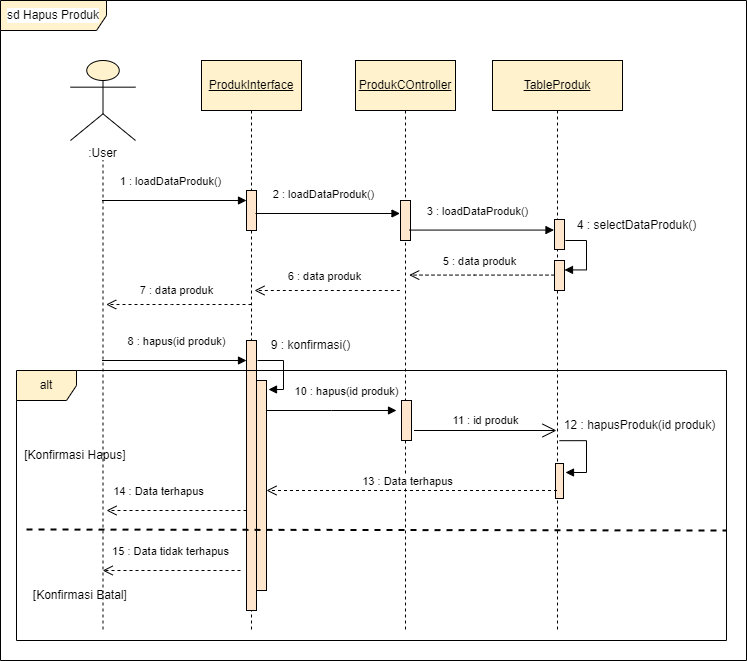 sd Hapus Produk
ProdukInterface
ProdukCOntroller
TableProduk
:User
1 : loadDataProduk()
2 : loadDataProduk()
3 : loadDataProduk()
4 : selectDataProduk()
5 : data produk
6 : data produk
7 : data produk
8 : hapus(id produk)
9 : konfirmasi()
alt
10 : hapus(id produk)
11 : id produk
12 : hapusProduk(id produk)
[Konfirmasi Hapus]
13 : Data terhapus
14 : Data terhapus
15 : Data tidak terhapus
[Konfirmasi Batal]